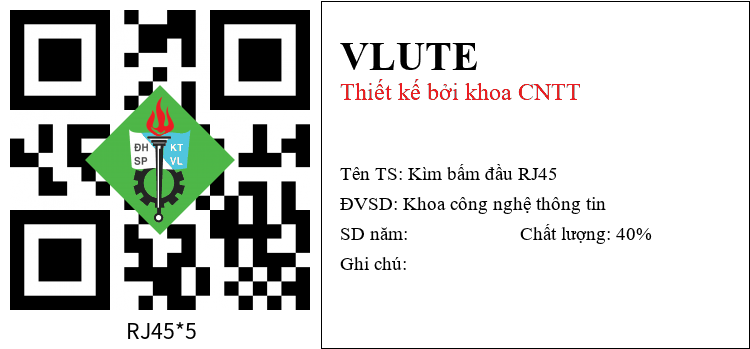 ĐH KT
SP VL
RJ45*5
VLUTE
Thiết kế bởi khoa CNTT
Tên TS: Kìm bấm đầu RJ45
ĐVSD: Khoa công nghệ thông tin
SD năm: Chất lượng: 40%
Ghi chú: